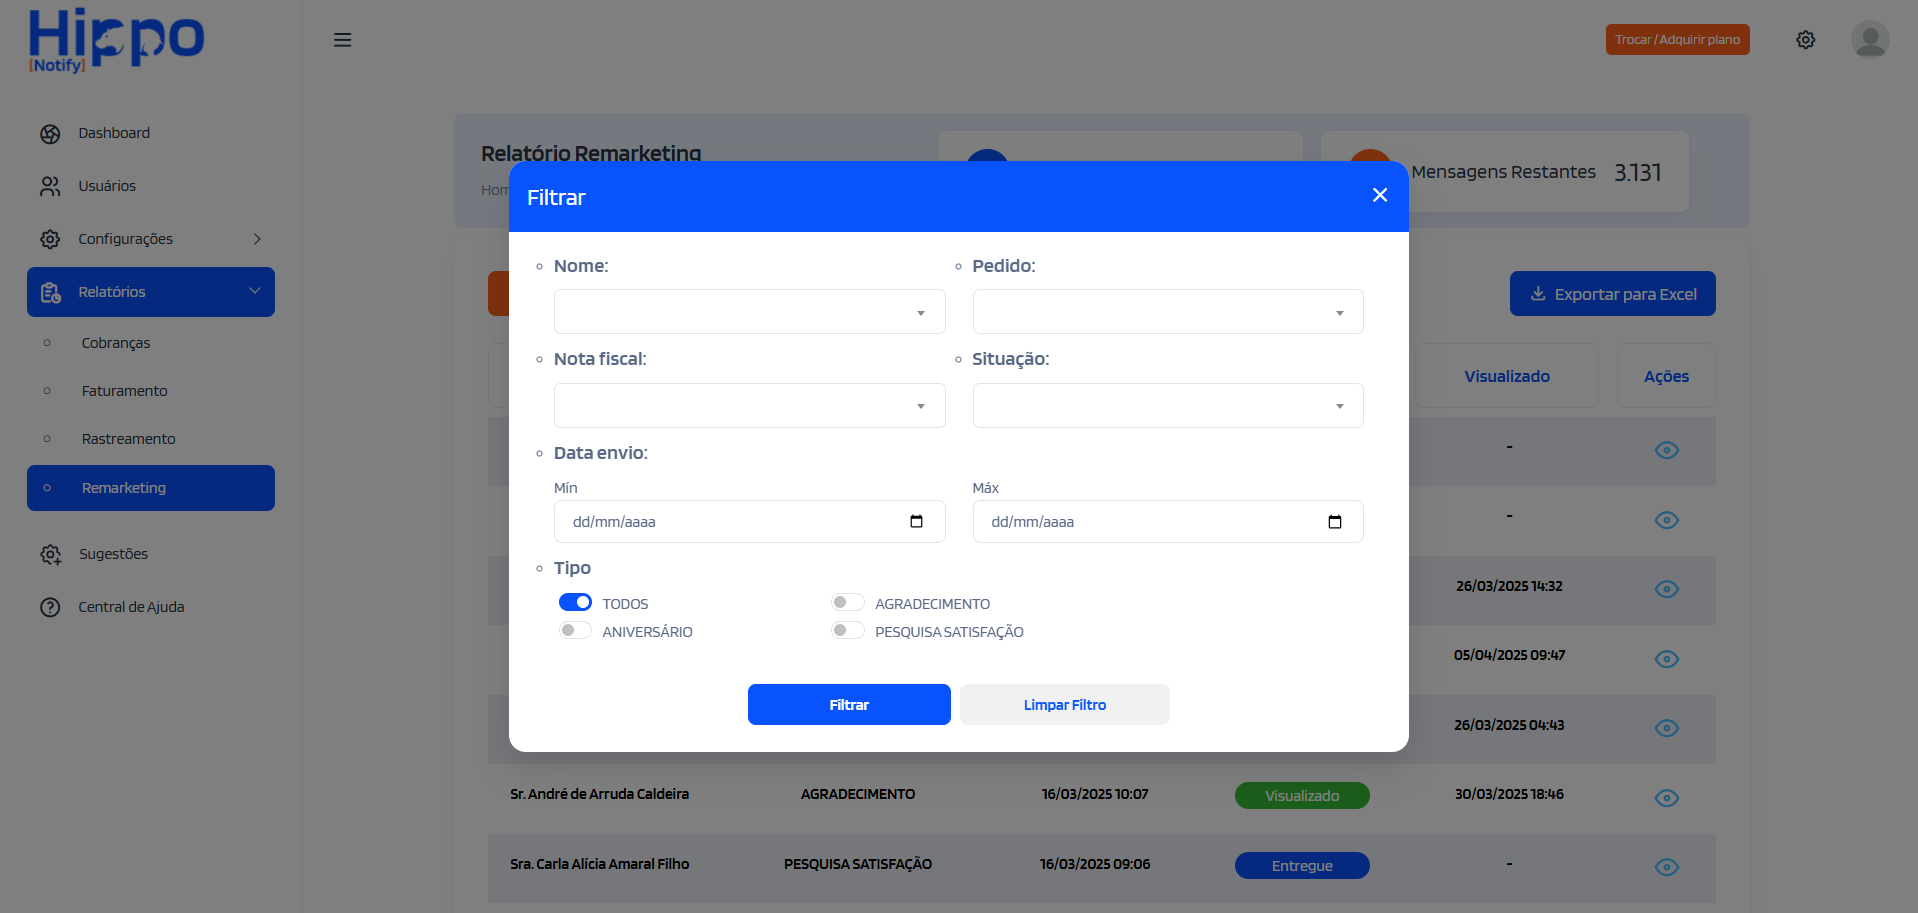 Hippo
[Notify]
Trocar / Adquirir plano
Dashboard
Usuários
Configurações
Relatórios
Cobranças
Faturamento
Rastreamento
Remarketing
Sugestões
Central de Ajuda
Relatório Remarketing
Hom
Mensagens Restantes 3.131
Exportar para Excel
Visualizado Ações
Filtrar
Nome: Pedido:
Nota fiscal: Situação:
Data envio:
Mín Máx
dd/mm/aaaa dd/mm/aaaa
Tipo
TODOS AGRADECIMENTO
ANIVERSÁRIO PESQUISA SATISFAÇÃO
Filtrar Limpar Filtro
-
-
26/03/2025 14:32
05/04/2025 09:47
26/03/2025 04:43
Sr. André de Arruda Caldeira AGRADECIMENTO 16/03/2025 10:07 Visualizado 30/03/2025 18:46
Sra. Carla Alícia Amaral Filho PESQUISA SATISFAÇÃO 16/03/2025 09:06 Entregue -